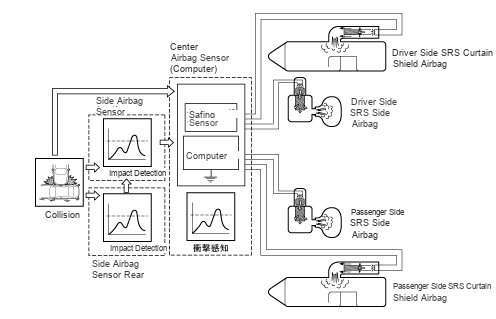 Center
Airbag Sensor
(Computer)
Driver Side SRS Curtain
Shield Airbag
Side Airbag
Sensor
Safing
Sensor
Driver Side
SRS Side
Airbag
Computer
Impact Detection
Collision
Passenger Side
SRS Side
Airbag
Impact Detection
衝撃感知
Side Airbag
Sensor Rear
Passenger Side SRS Curtain
Shield Airbag